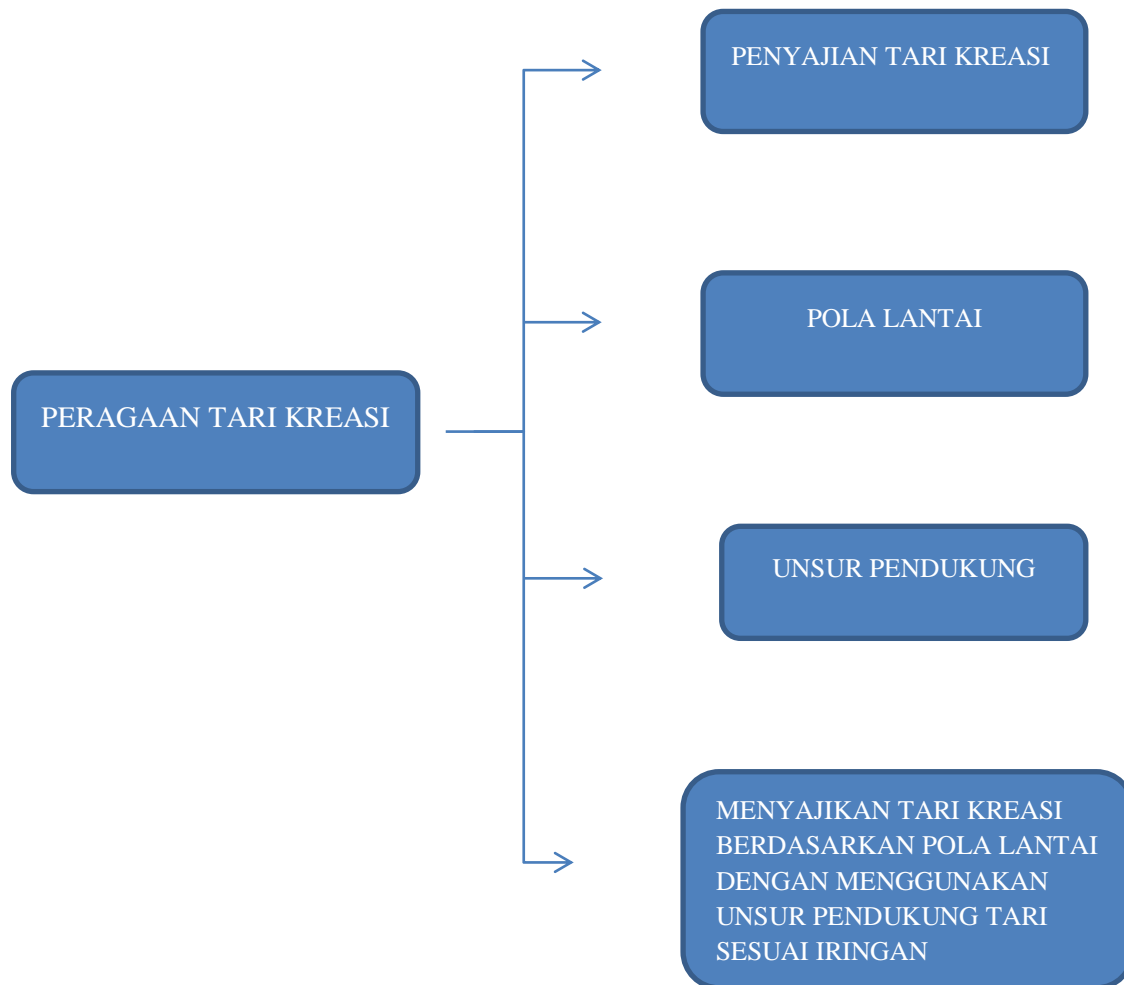 PENYAJIAN TARI KREASI
POLA LANTAI
PERAGAAN TARI KREASI
UNSUR PENDUKUNG
MENYAJIKAN TARI KREASI
BERDASARKAN POLA LANTAI
DENGAN MENGGUNAKAN
UNSUR PENDUKUNG TARI
SESUAI IRINGAN